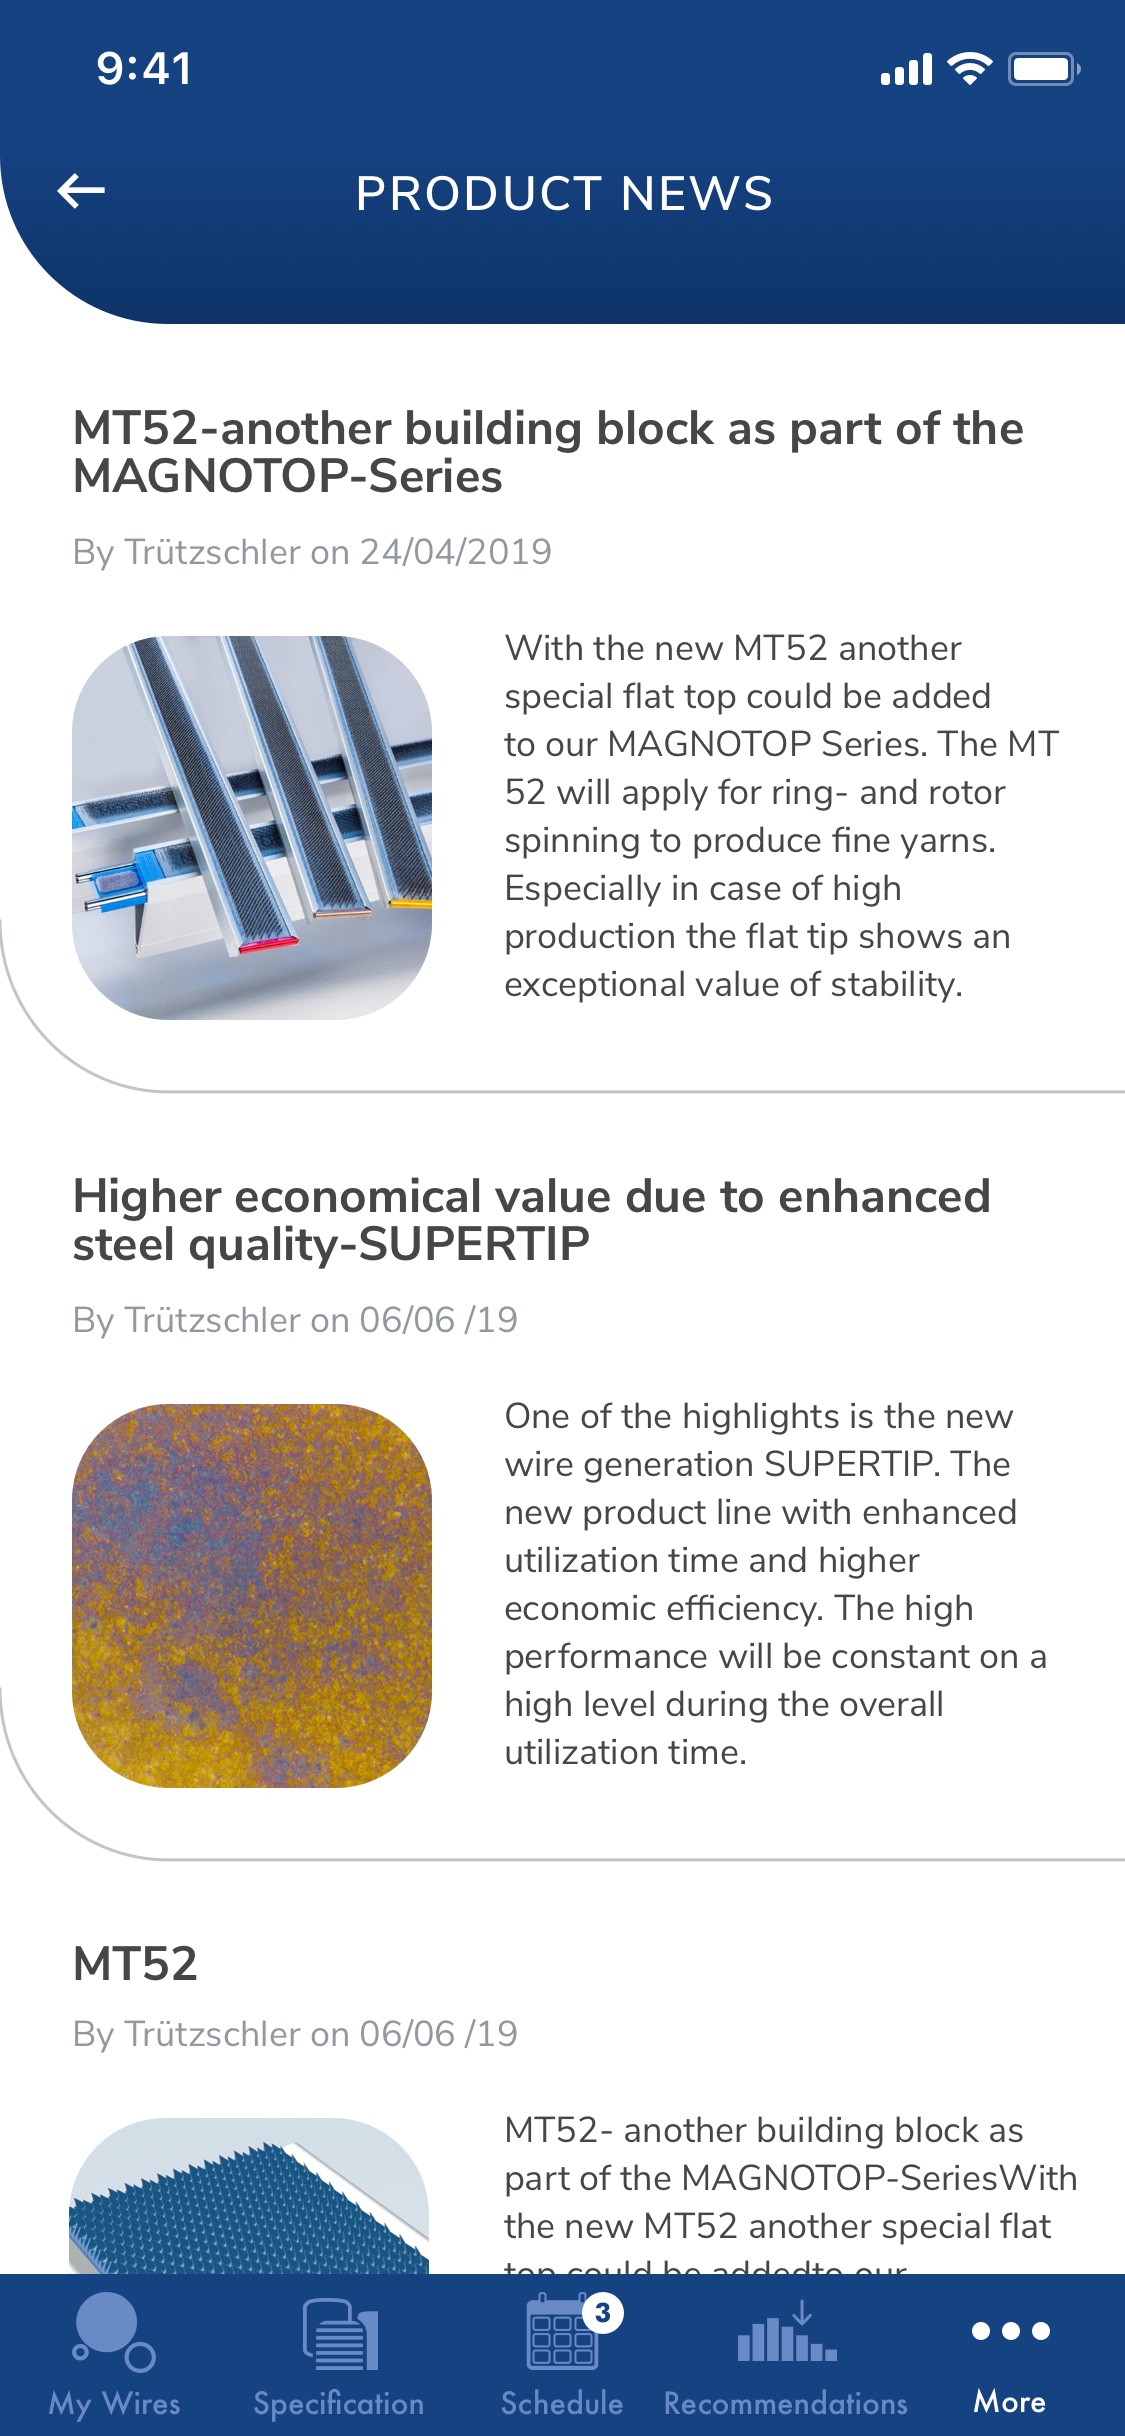 9:41
PRODUCT NEWS
MT52-another building block as part of the
MAGNOTOP-Series
By Trützschler on 24/04/2019
With the new MT52 another
special flat top could be added
to our MAGNOTOP Series. The MT
52 will apply for ring- and rotor
spinning to produce fine yarns.
Especially in case of high
production the flat tip shows an
exceptional value of stability.
Higher economical value due to enhanced
steel quality-SUPERTIP
By Trützschler on 06/06 /19
One of the highlights is the new
wire generation SUPERTIP. The
new product line with enhanced
utilization time and higher
economic efficiency. The high
performance will be constant on a
high level during the overall
utilization time.
MT52
By Trützschler on 06/06 /19
MT52- another building block as
part of the MAGNOTOP-SeriesWith
the new MT52 another special flat
top could be addedto our
3
My Wires
Specification
Schedule
Recommendations
More